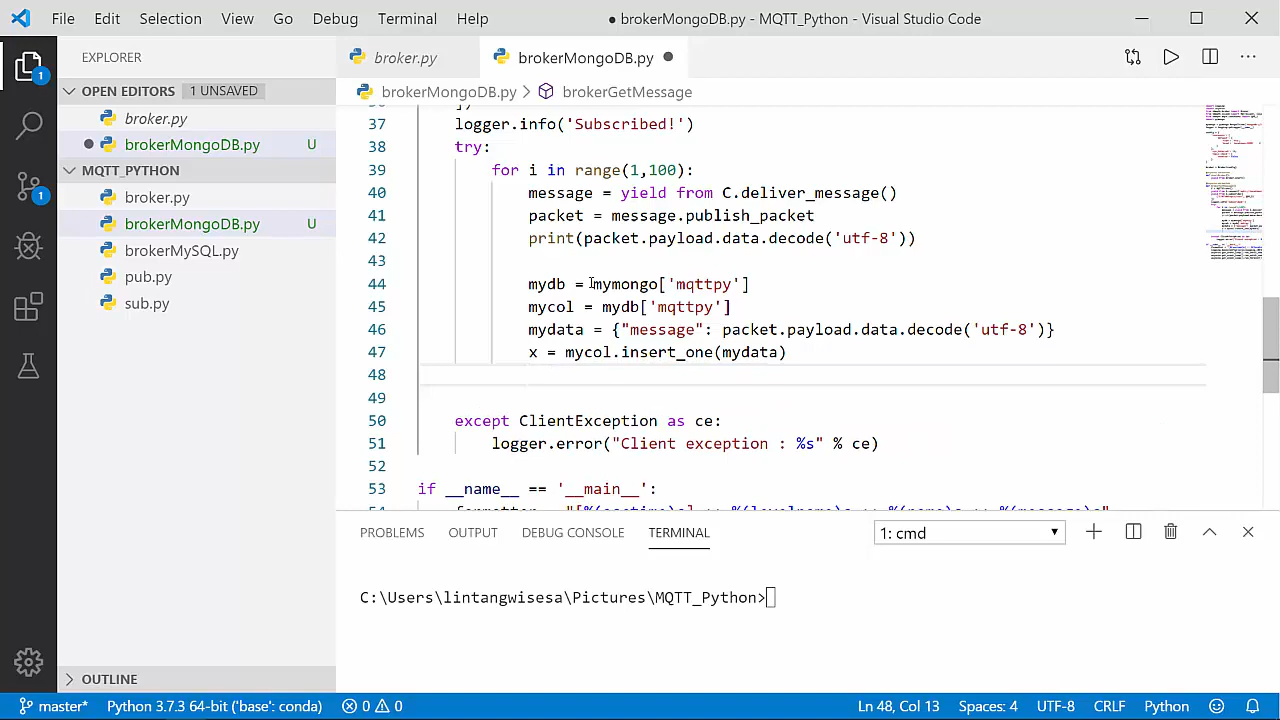 File Edit Selection View Go Debug Terminal Help ● brokerMongoDB.py - MQTT_Python - Visual Studio Code
EXPLORER
broker.py brokerMongoDB.py
OPEN EDITORS 1 UNSAVED
brokerMongoDB.py > brokerGetMessage
broker.py
brokerMongoDB.py U
MQTT_PYTHON
broker.py
brokerMongoDB.py U
brokerMySQL.py
pub.py
sub.py
1
1
OUTLINE
37 logger.info('Subscribed!')
38 try:
39 for i in range(1,100):
40 message = yield from C.deliver_message()
41 packet = message.publish_packet
42 print(packet.payload.data.decode('utf-8'))
43
44 mydb = mymongo['mqttpy']
45 mycol = mydb['mqttpy']
46 mydata = {"message": packet.payload.data.decode('utf-8')}
47 x = mycol.insert_one(mydata)
48
49
50 except ClientException as ce:
51 logger.error("Client exception : %s" % ce)
52
53 if __name__ == '__main__':
PROBLEMS OUTPUT DEBUG CONSOLE TERMINAL 1: cmd
C:\Users\lintangwisesa\Pictures\MQTT_Python>
master* Python 3.7.3 64-bit ('base': conda) 0 0 Ln 48, Col 13 Spaces: 4 UTF-8 CRLF Python